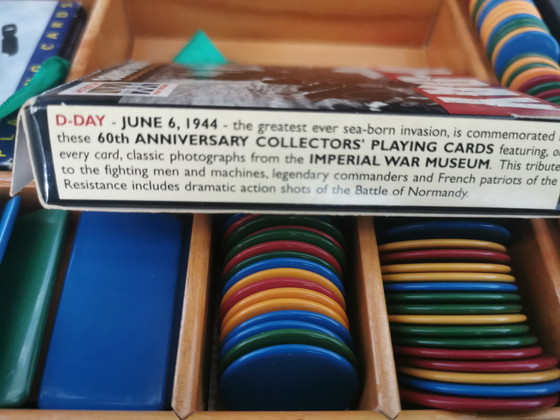 D-DAY - JUNE 6, 1944 - the greatest ever sea-born invasion, is commemorated
these 60th ANNIVERSARY COLLECTORS' PLAYING CARDS featuring,
every card, classic photographs from the IMPERIAL WAR MUSEUM. This tribute
to the fighting men and machines, legendary commanders and French patriots of the
Resistance includes dramatic action shots of the Battle of Normandy.
CARDS